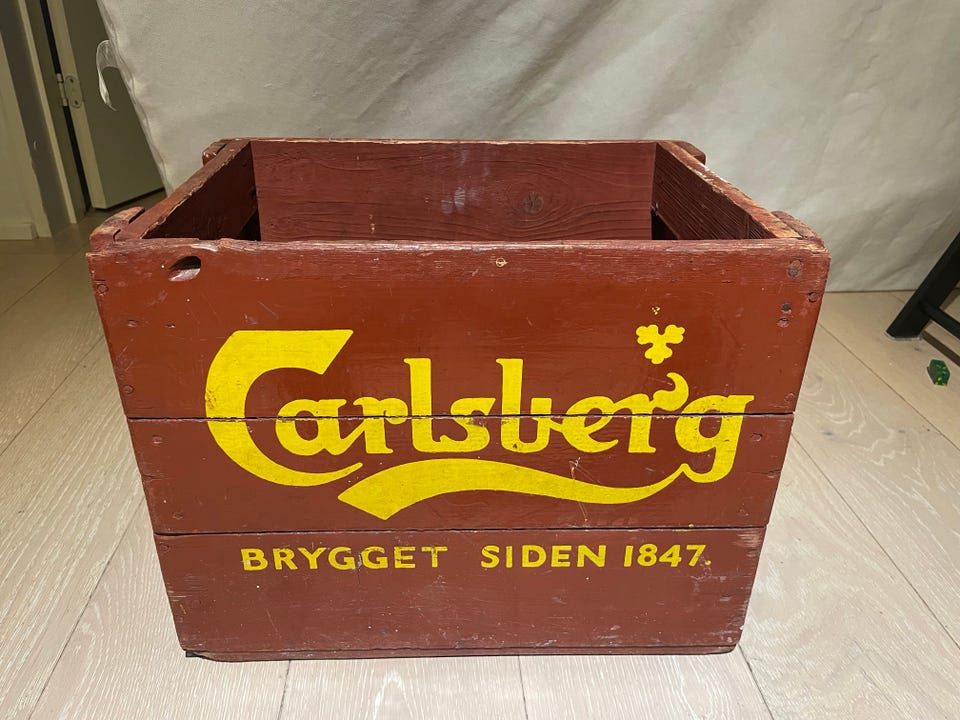 Carlsberg
BRYGGET SIDEN 1847.